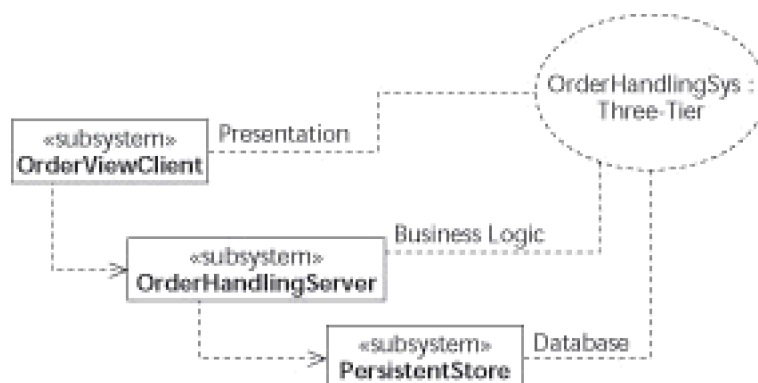 OrderHandlingSys :
Three-Tier
«subsystem»
OrderViewClient
Presentation
«subsystem»
OrderHandlingServer
Business Logic
«subsystem»
PersistentStore
Database